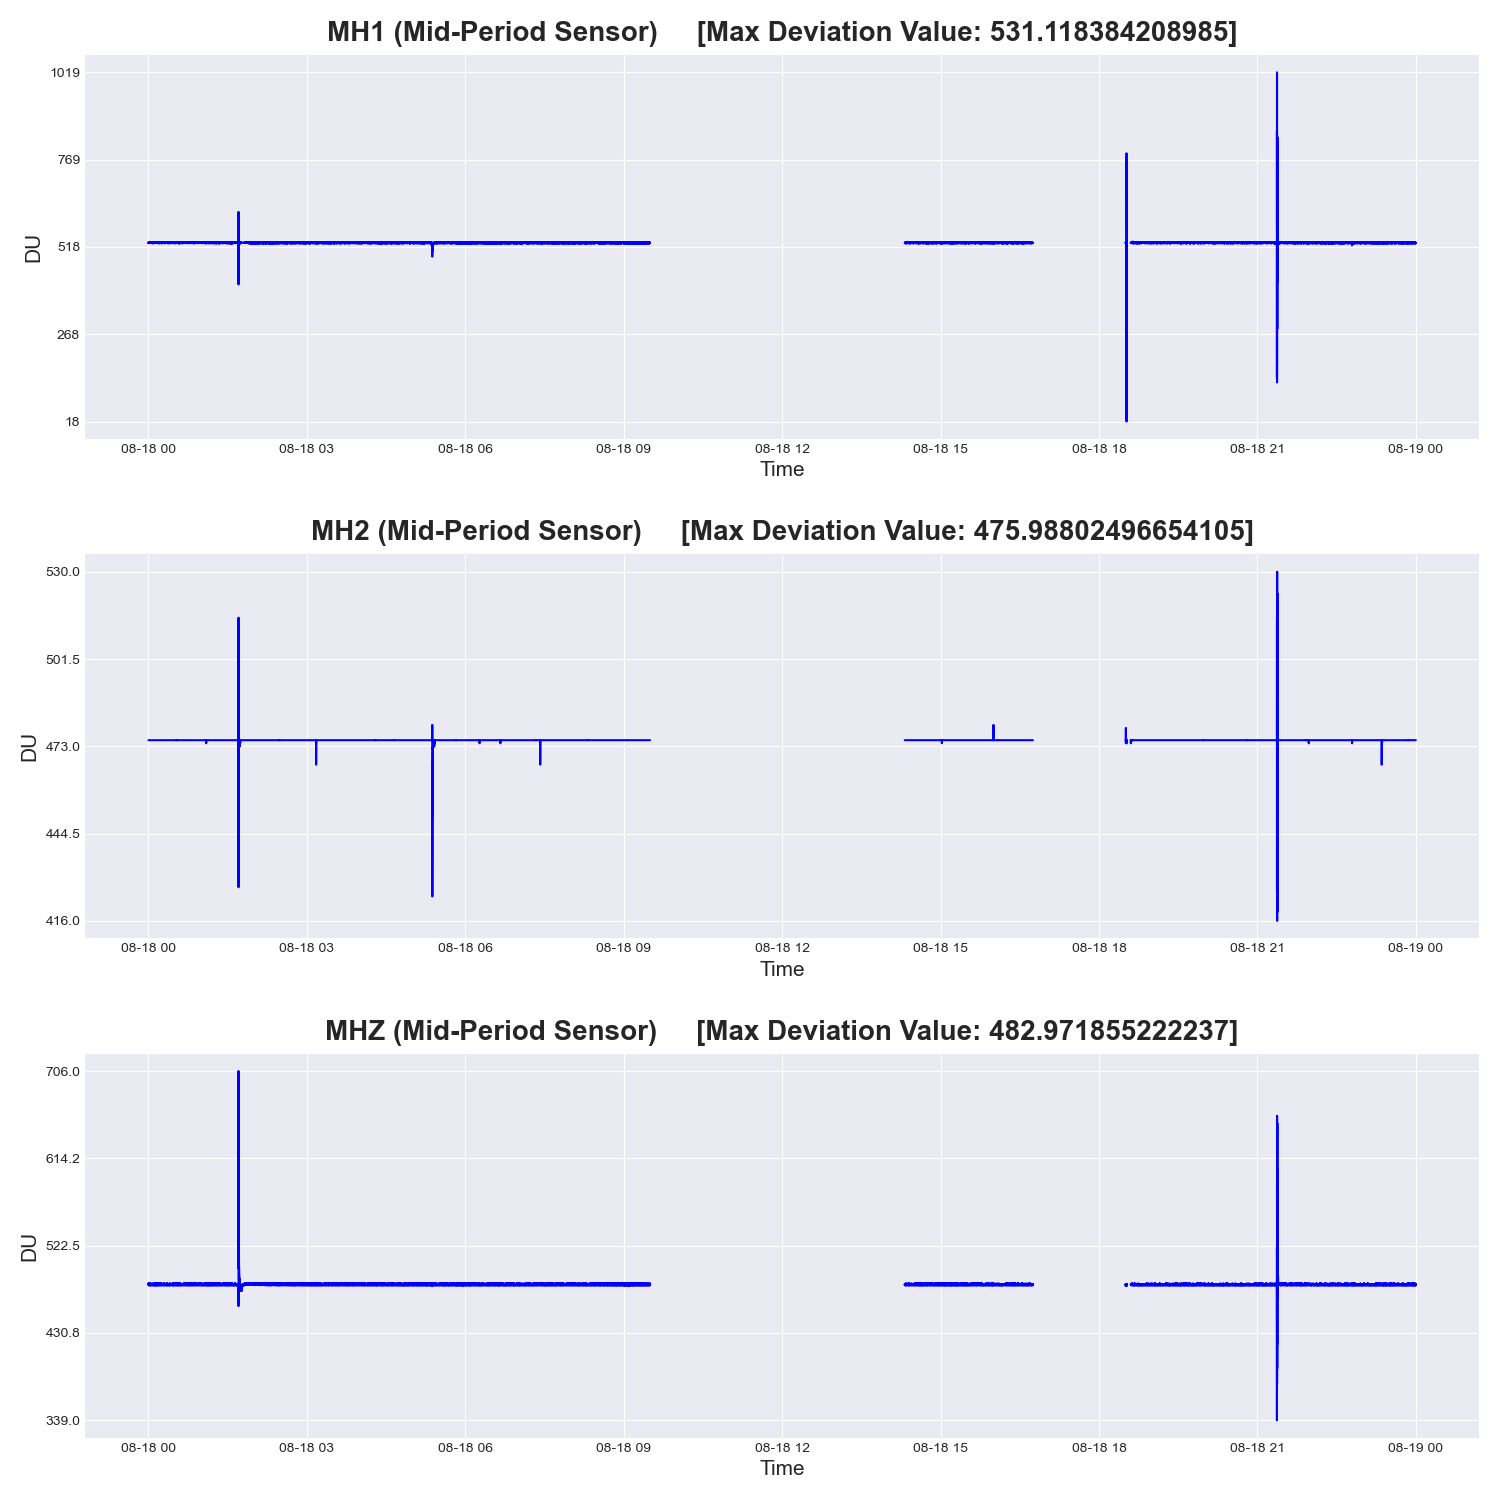 MH1 (Mid-Period Sensor) [Max Deviation Value: 531.118384208985]
1019
769
518
268
18
DU
08-18 00 08-18 03 08-18 06 08-18 09 08-18 12 08-18 15 08-18 18 08-18 21 08-19 00
Time
MH2 (Mid-Period Sensor) [Max Deviation Value: 475.98802496654105]
530.0
501.5
473.0
444.5
416.0
DU
08-18 00 08-18 03 08-18 06 08-18 09 08-18 12 08-18 15 08-18 18 08-18 21 08-19 00
Time
MHZ (Mid-Period Sensor) [Max Deviation Value: 482.971855222237]
706.0
614.2
522.5
430.8
339.0
DU
08-18 00 08-18 03 08-18 06 08-18 09 08-18 12 08-18 15 08-18 18 08-18 21 08-19 00
Time